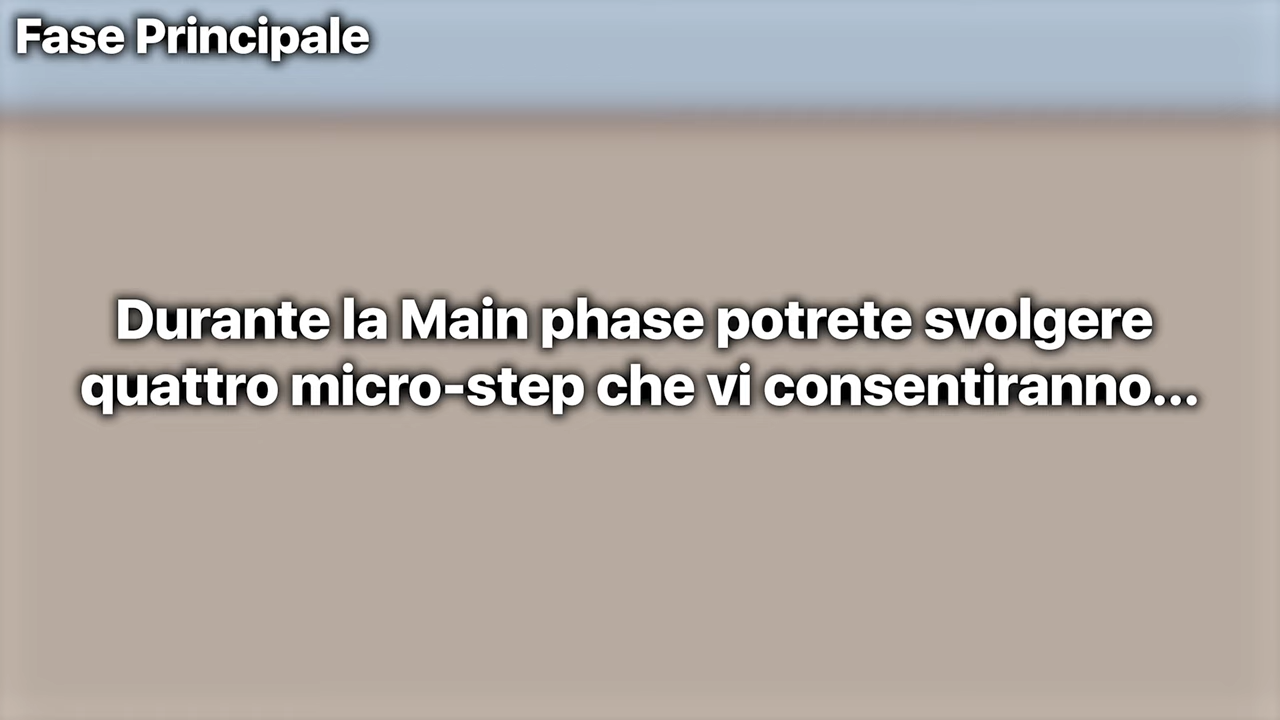 Fase Principale
Durante la Main phase potrete svolgere
quattro micro-step che vi consentiranno...